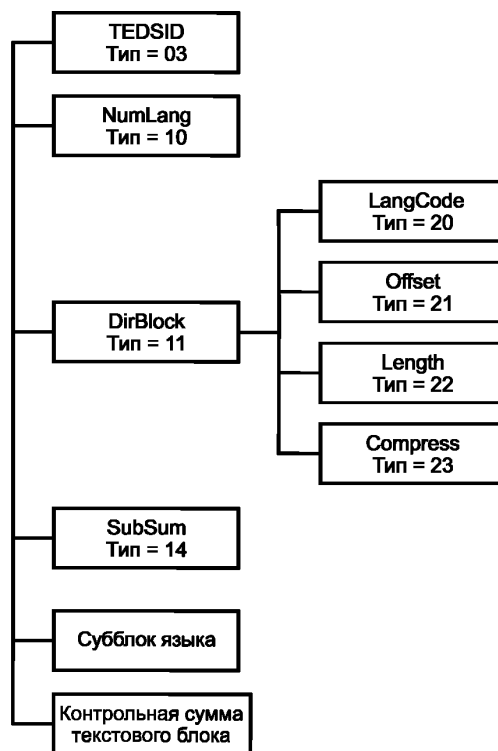 TEDSID
Тип = 03
NumLang
Тип = 10
DirBlock
Тип = 11
LangCode
Тип = 20
Offset
Тип = 21
Length
Тип = 22
Compress
Тип = 23
SubSum
Тип = 14
Субблок языка
Контрольная сумма
текстового блока